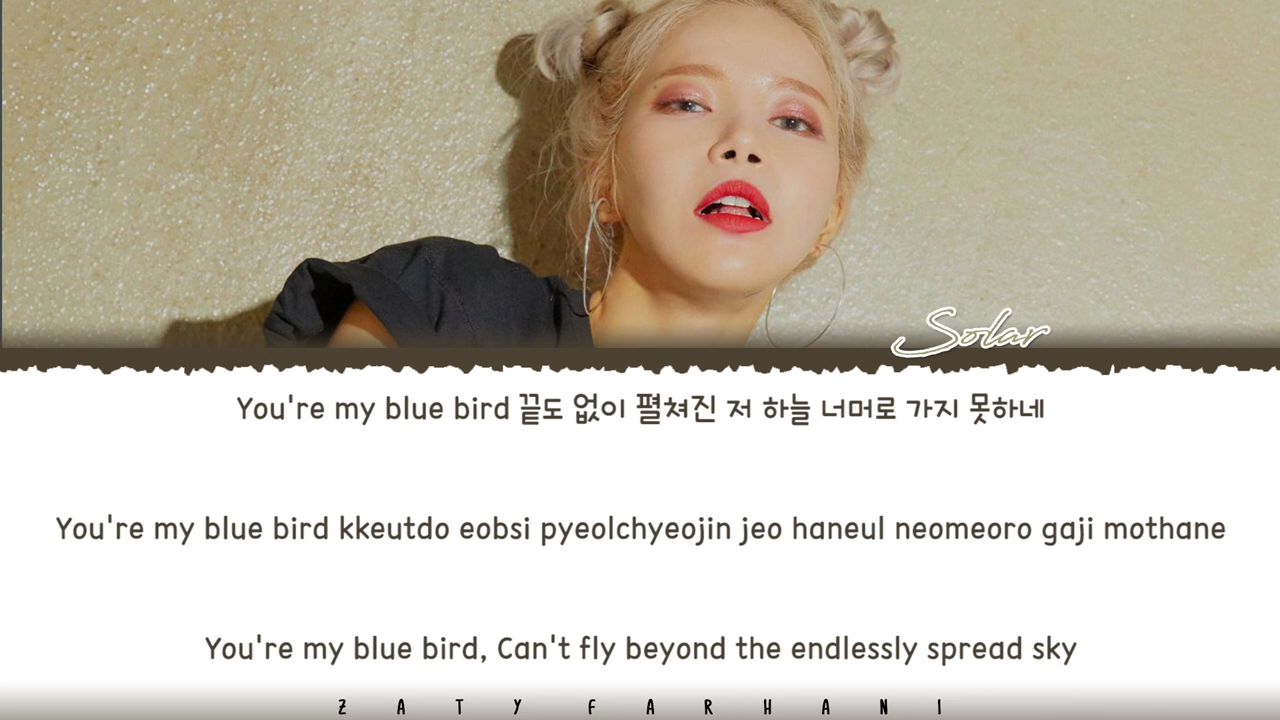 Solar
You're my blue bird 끝도 없이 펼쳐진 저 하늘 너머로 가지 못하네
You're my blue bird kkeutdo eobsi pyeolchyeojin jeo haneul neomeoro gaji mothane
You're my blue bird, Can't fly beyond the endlessly spread sky
ZATY FARHANI